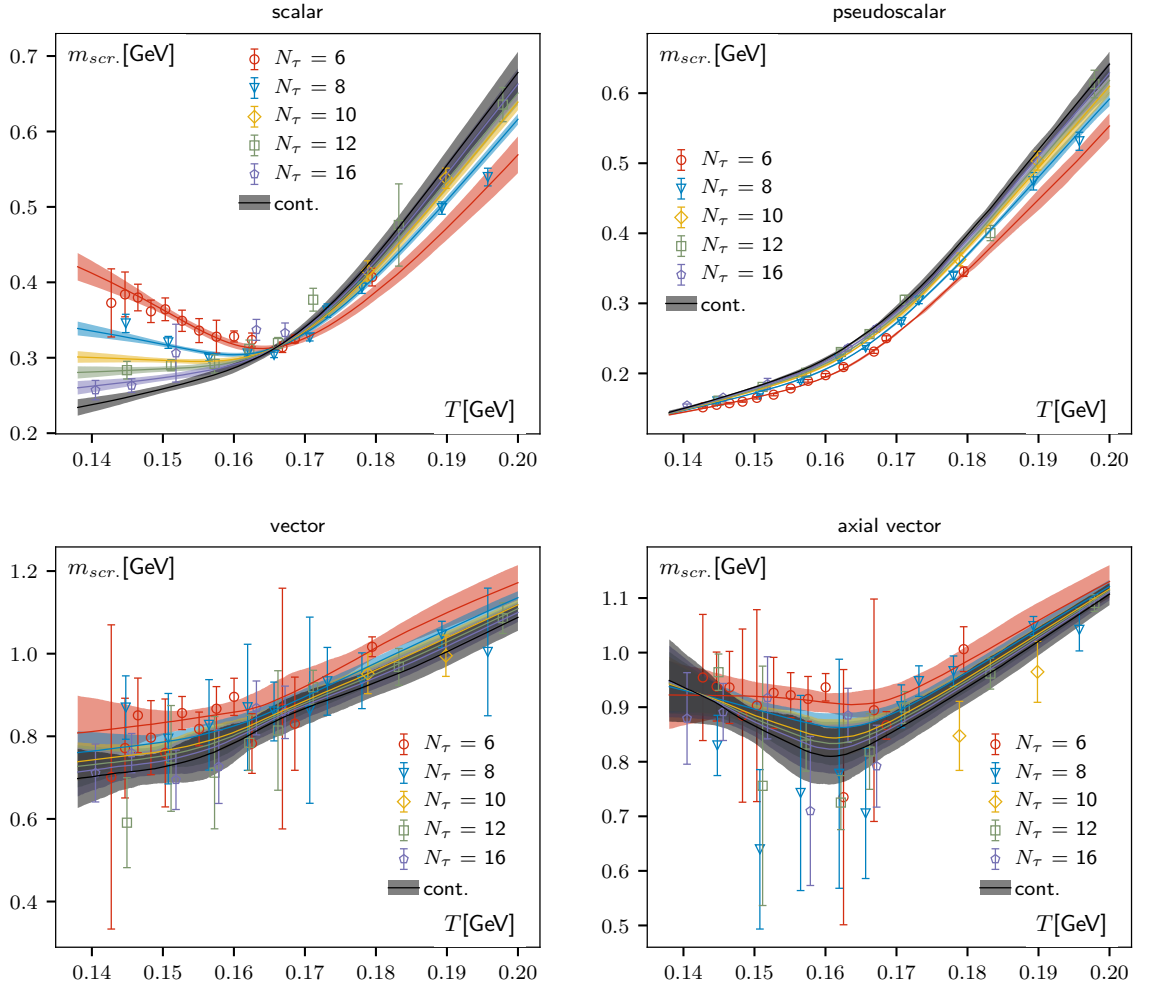 scalar
m_{scr.}[GeV]
N_τ = 6
N_τ = 8
N_τ = 10
N_τ = 12
N_τ = 16
cont.
T[GeV]
0.7
0.6
0.5
0.4
0.3
0.2
0.14 0.15 0.16 0.17 0.18 0.19 0.20
pseudoscalar
m_{scr.}[GeV]
N_τ = 6
N_τ = 8
N_τ = 10
N_τ = 12
N_τ = 16
cont.
T[GeV]
0.6
0.5
0.4
0.3
0.2
0.14 0.15 0.16 0.17 0.18 0.19 0.20
vector
m_{scr.}[GeV]
N_τ = 6
N_τ = 8
N_τ = 10
N_τ = 12
N_τ = 16
cont.
T[GeV]
1.2
1.0
0.8
0.6
0.4
0.14 0.15 0.16 0.17 0.18 0.19 0.20
axial vector
m_{scr.}[GeV]
N_τ = 6
N_τ = 8
N_τ = 10
N_τ = 12
N_τ = 16
cont.
T[GeV]
1.1
1.0
0.9
0.8
0.7
0.6
0.5
0.14 0.15 0.16 0.17 0.18 0.19 0.20